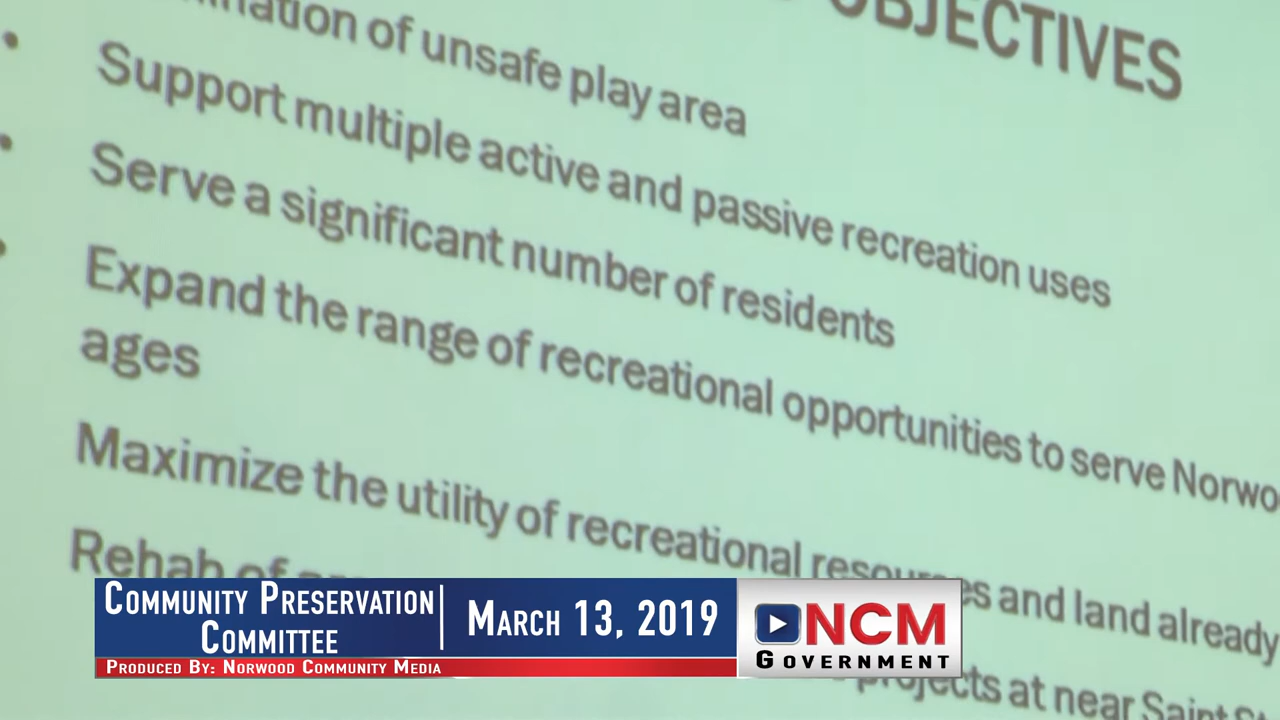 OBJECTIVES
of unsafe play area
• Support multiple active and passive recreation uses
• Serve a significant number of residents
• Expand the range of recreational opportunities to serve Norwo
ages
Maximize the utility of recreational resources and land already
Rehab of
projects at near Saint
COMMUNITY PRESERVATION
COMMITTEE
MARCH 13, 2019
PRODUCED BY: NORWOOD COMMUNITY MEDIA
NCM
GOVERNMENT